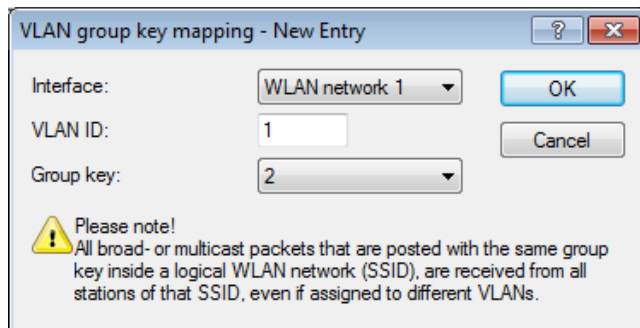 VLAN group key mapping - New Entry
Interface: WLAN network 1 OK
VLAN ID: 1 Cancel
Group key: 2
Please note!
All broad- or multicast packets that are posted with the same group
key inside a logical WLAN network (SSID), are received from all
stations of that SSID, even if assigned to different VLANs.